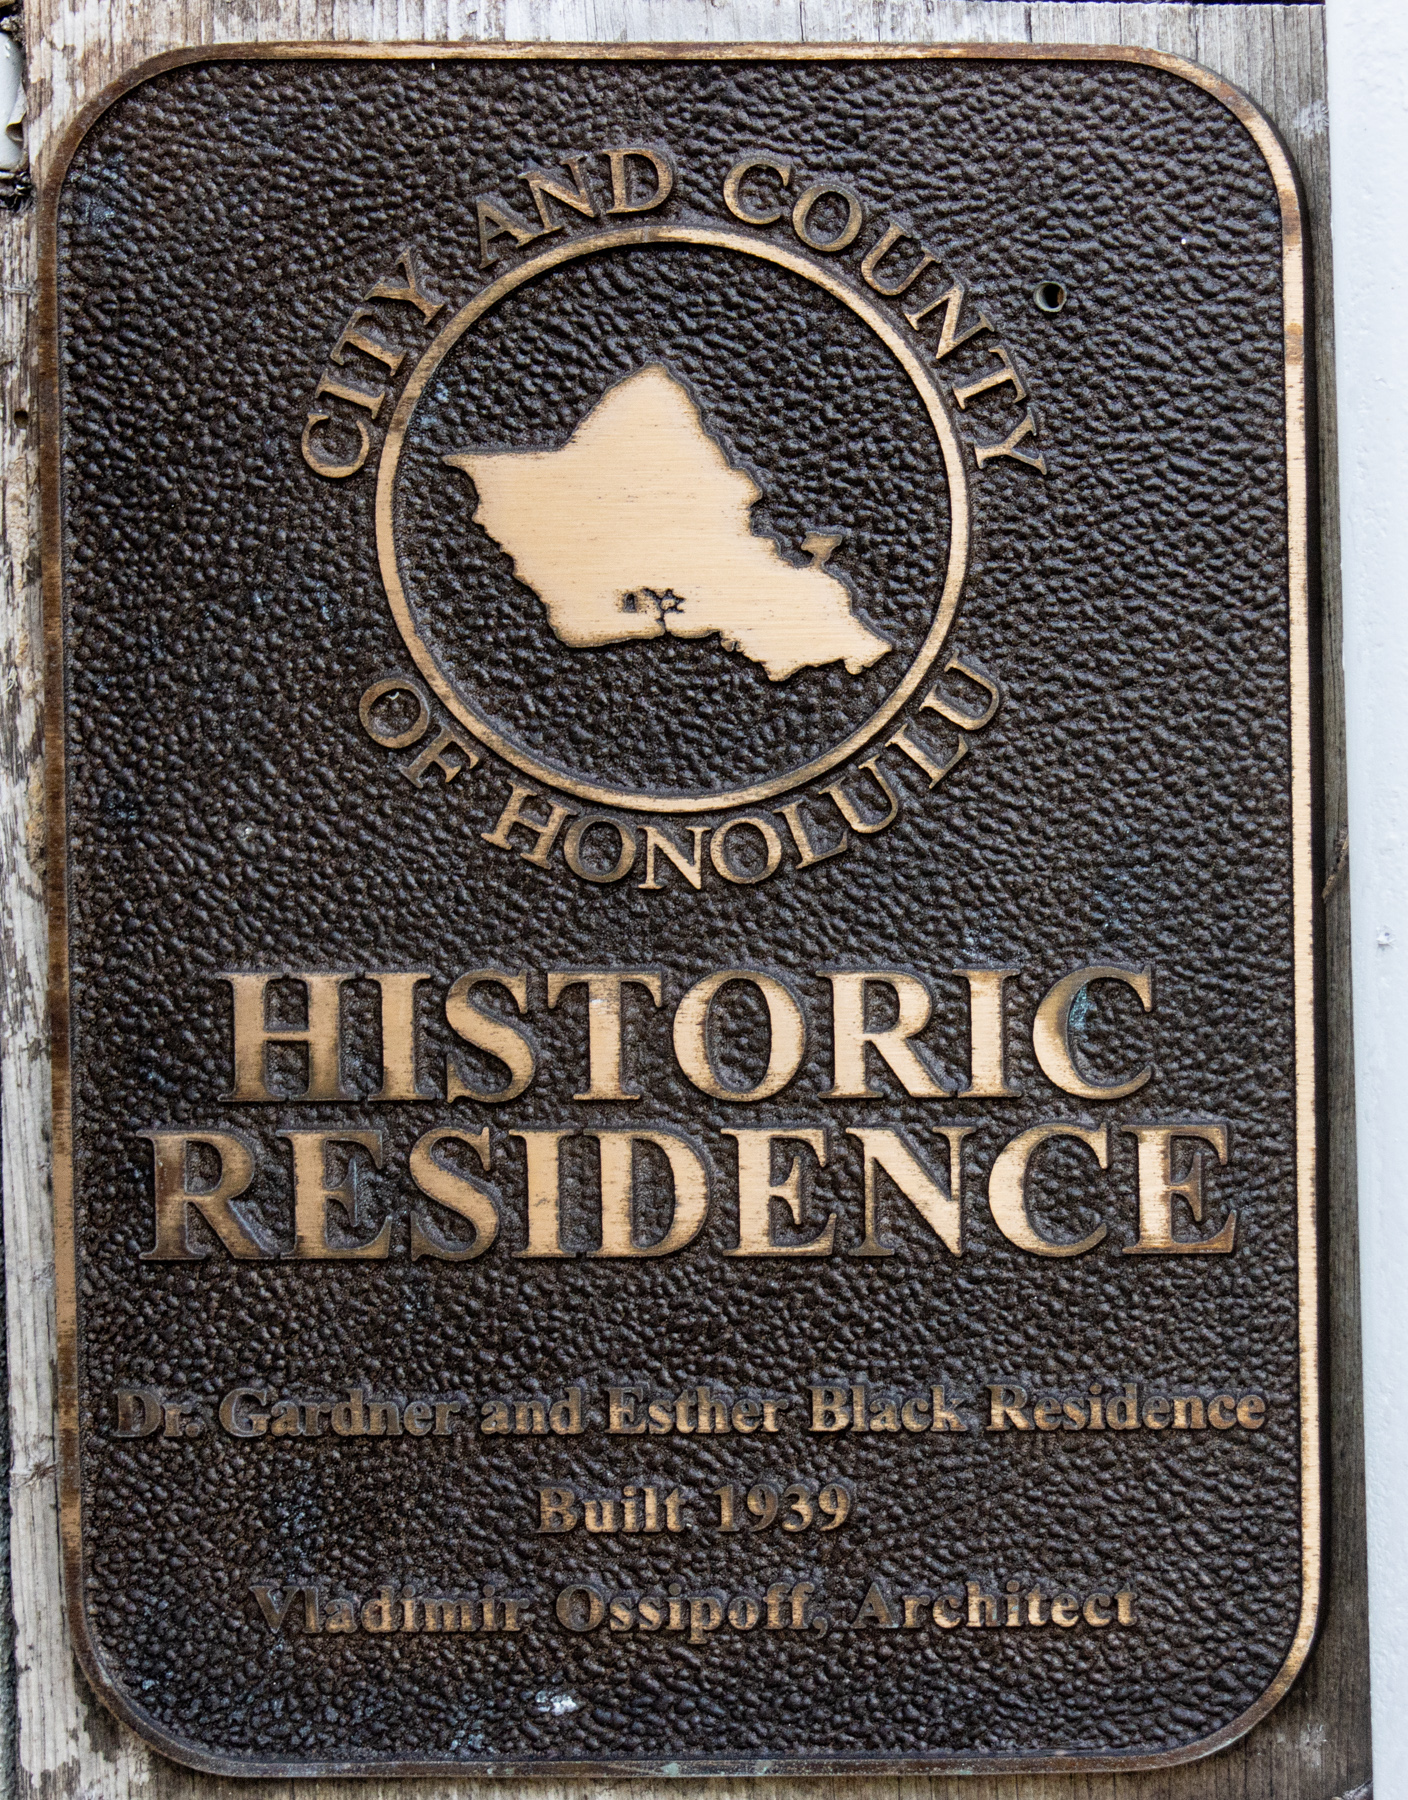 CITY AND COUNTY
OF HONOLULU
HISTORIC
RESIDENCE
Dr. Gardner and Esther Black Residence
Built 1939
Vladimir Ossipoff, Architect